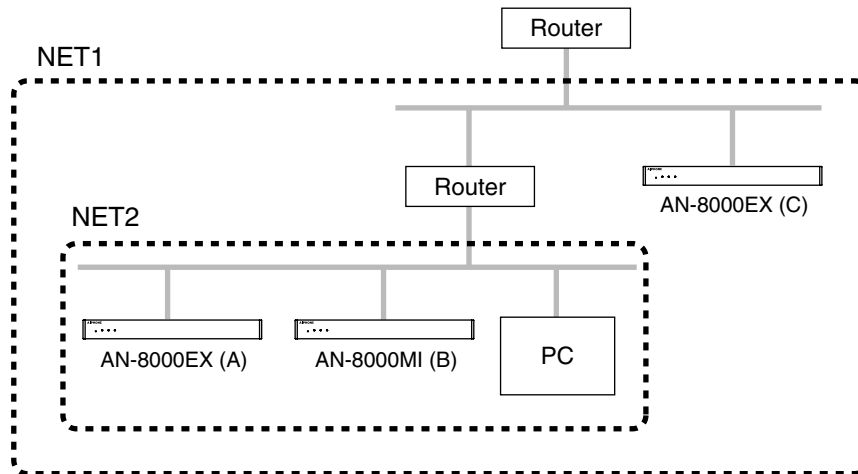 Router
NET1
Router
AN-8000EX (C)
NET2
AN-8000EX (A)
AN-8000MI (B)
PC